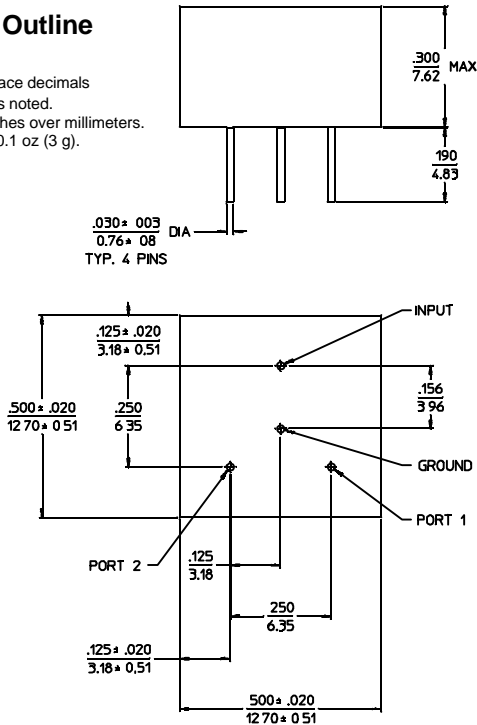 Outline
ace decimals
s noted.
hes over millimeters.
0.1 oz (3 g).
.300
7.62
MAX
190
4.83
.030± 003
0.76± 08
DIA
TYP. 4 PINS
INPUT
.125± .020
3.18± 0.51
.500± .020
12 70± 0 51
.250
6 35
.156
3 96
GROUND
PORT 1
PORT 2
.125
3.18
250
6.35
.125± .020
3.18± 0,51
500± .020
12 70± 0 51